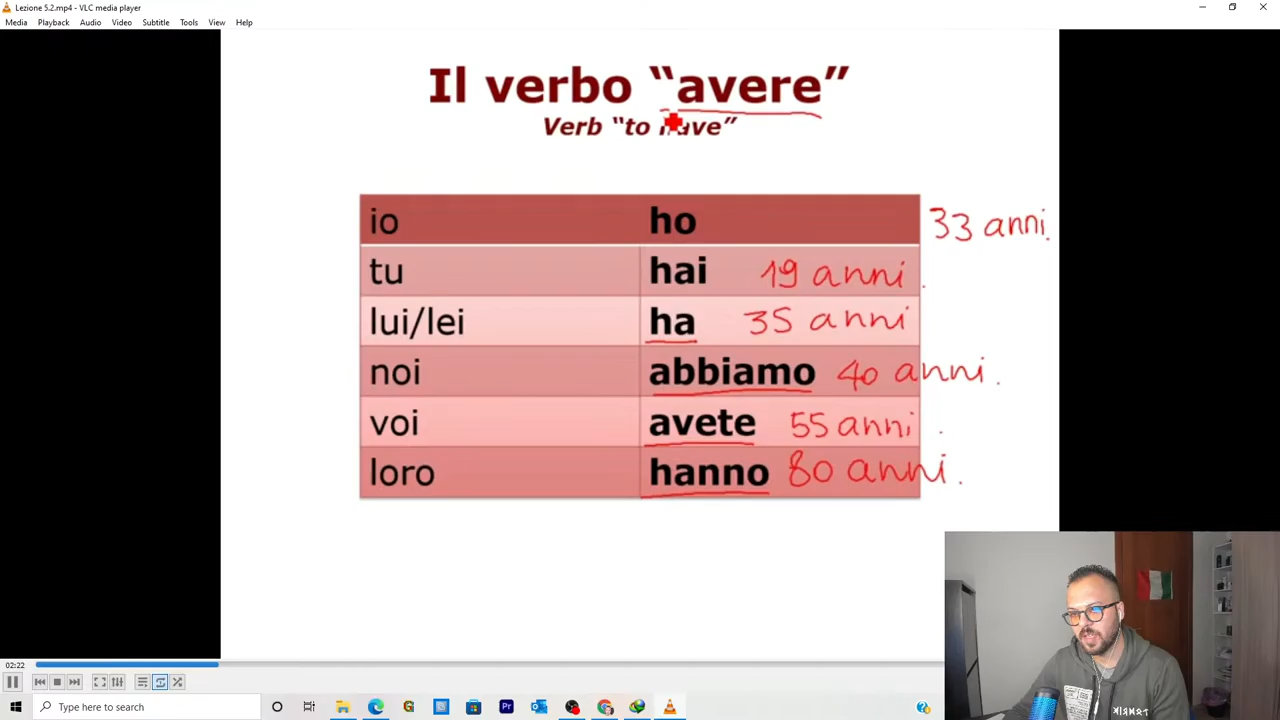 Lezione 5.2.mp4 - VLC media player
Media Playback Audio Video Subtitle Tools View Help
Il verbo “avere”
Verb “to have”
io ho 33 anni.
tu hai 19 anni.
lui/lei ha 35 anni
noi abbiamo 40 anni.
voi avete 55 anni.
loro hanno 80 anni.
02:22
Type here to search